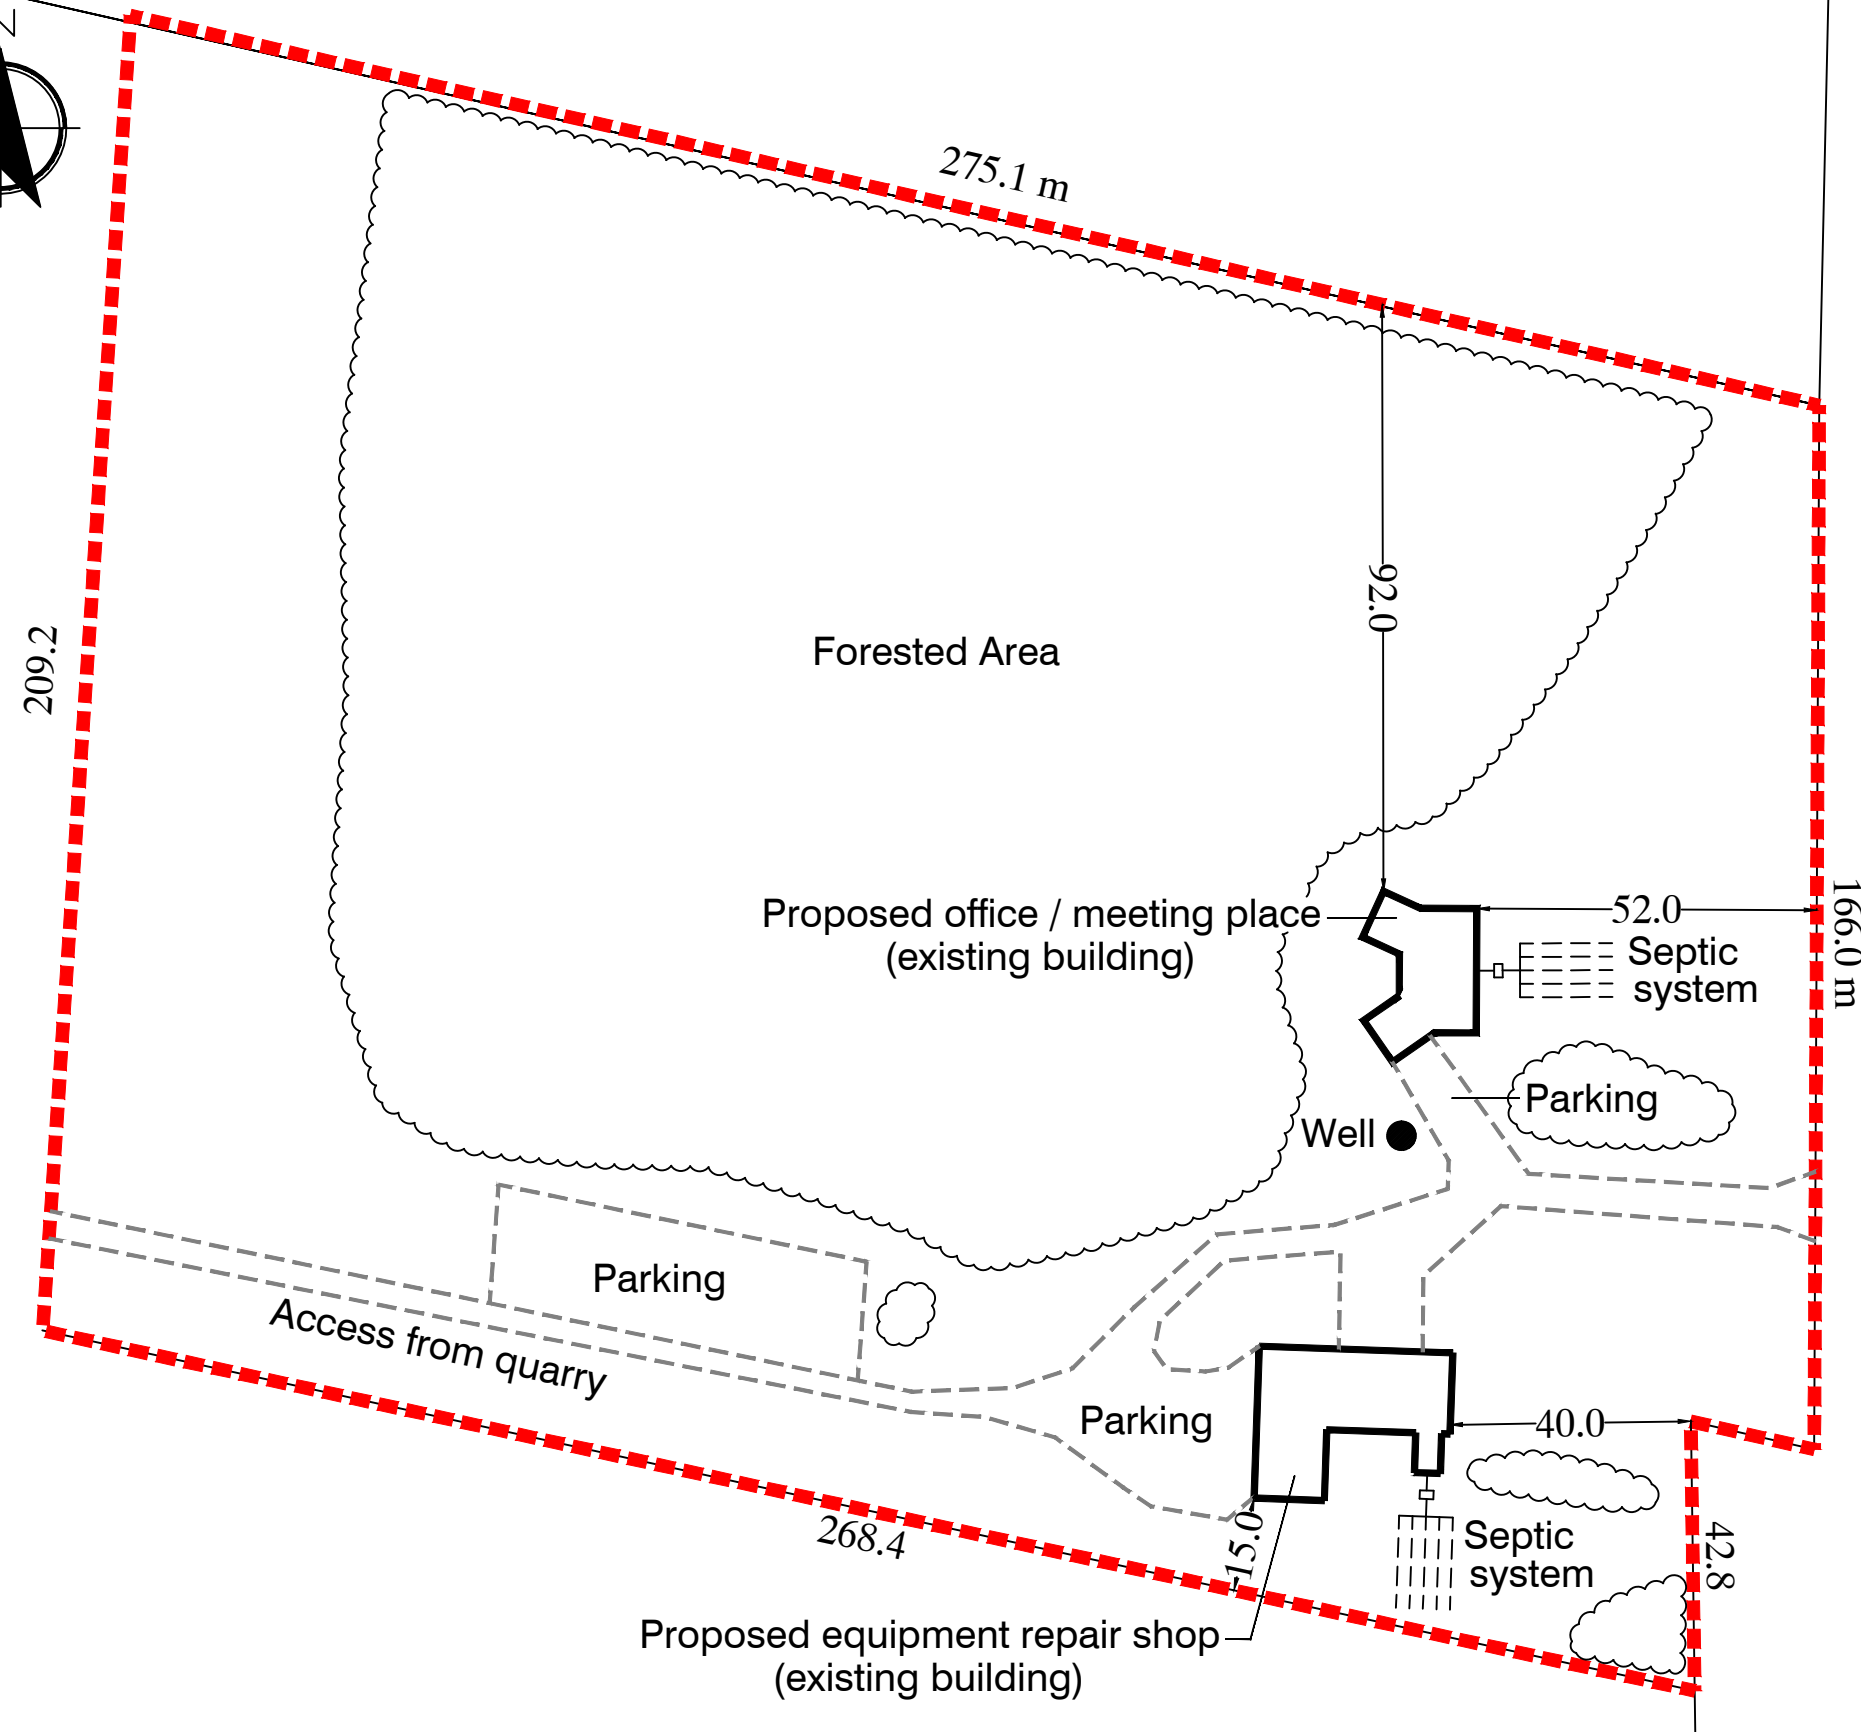 N
275.1 m
92.0
209.2
Forested Area
Proposed office / meeting place
(existing building)
52.0
166.0 m
Septic
system
Parking
Well
Parking
Access from quarry
Parking
40.0
268.4
15.0
Septic
system
42.8
Proposed equipment repair shop
(existing building)